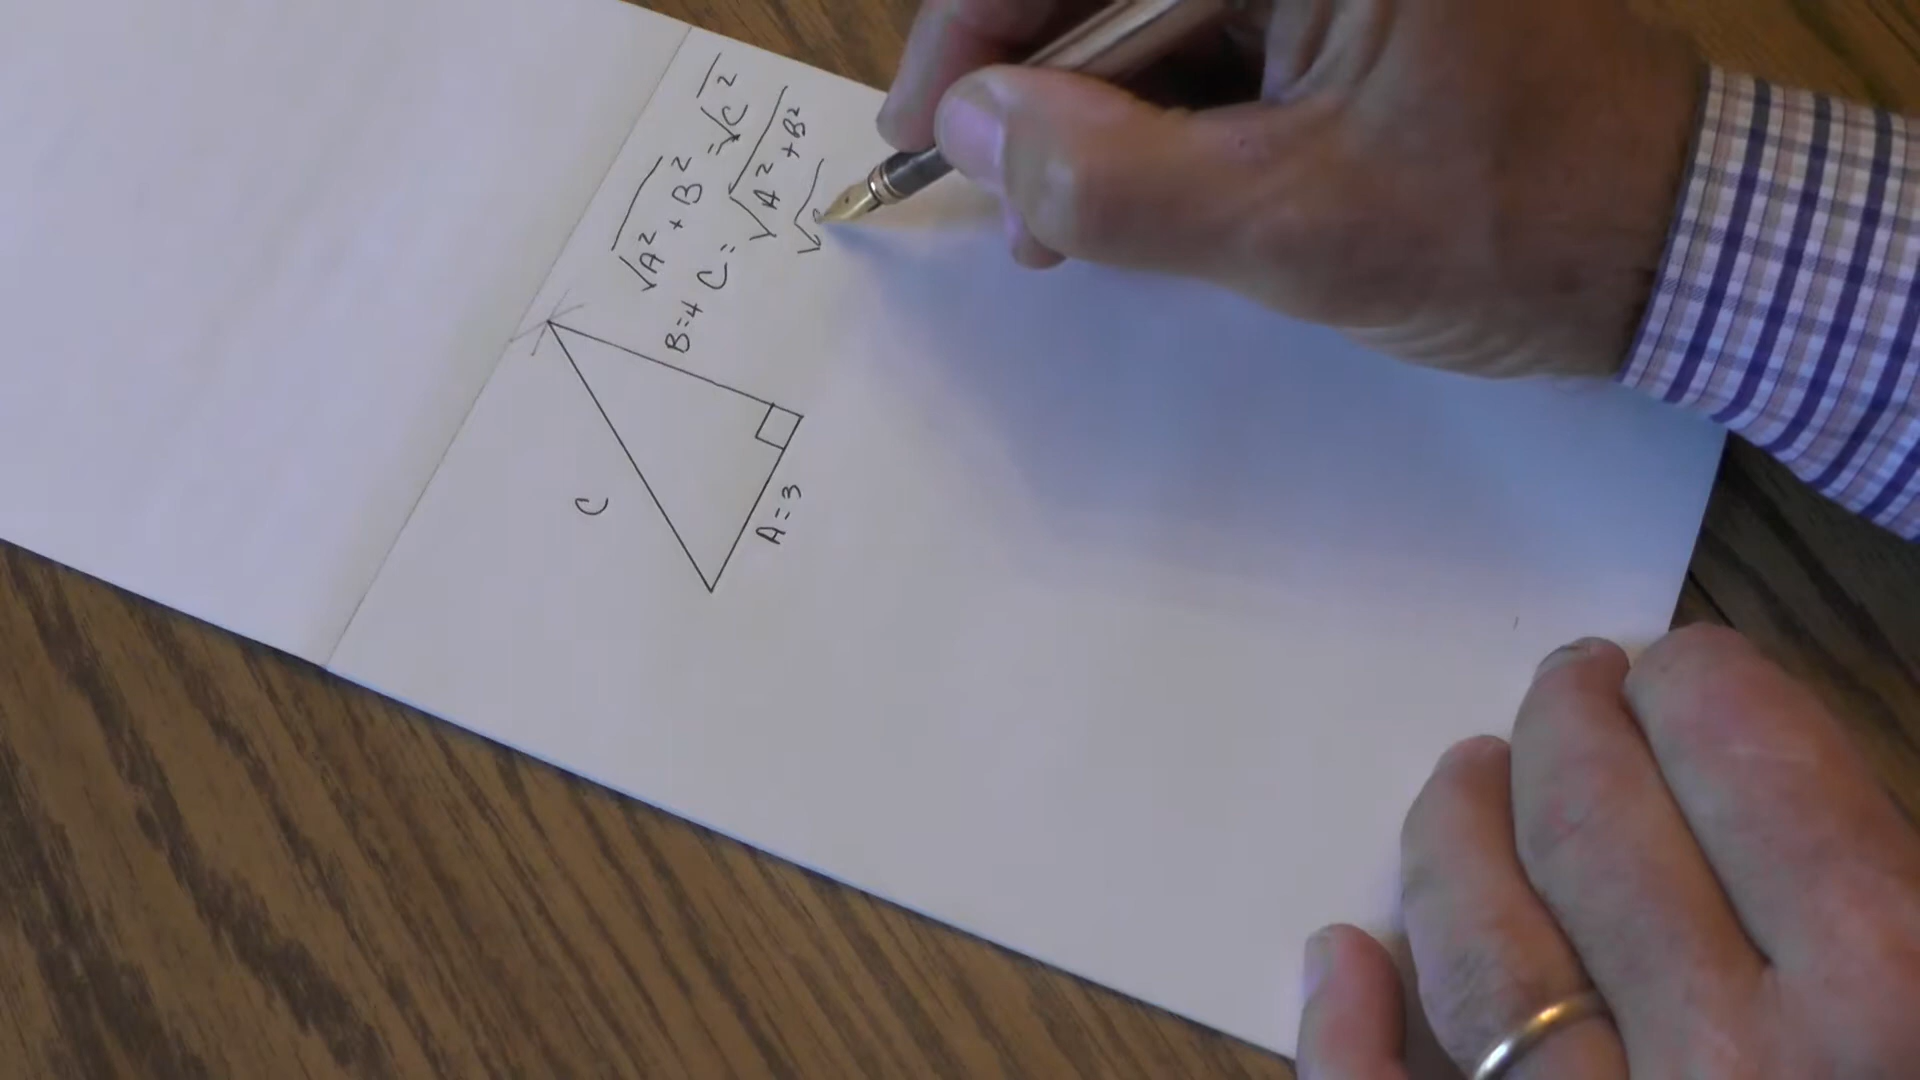 √A² + B² = √C²
C = √A² + B²
B=4
A=3
C